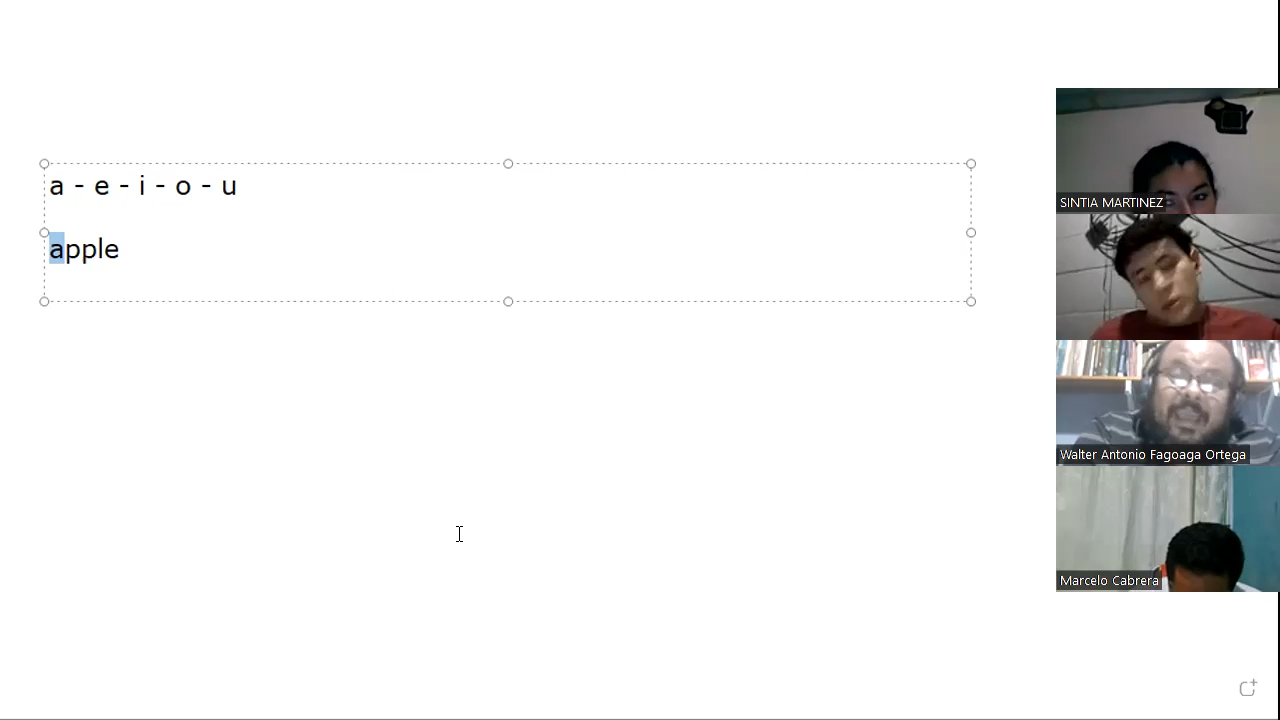 a - e - i - o - u
apple
SINTIA MARTINEZ
Walter Antonio Fagoaga Ortega
Marcelo Cabrera